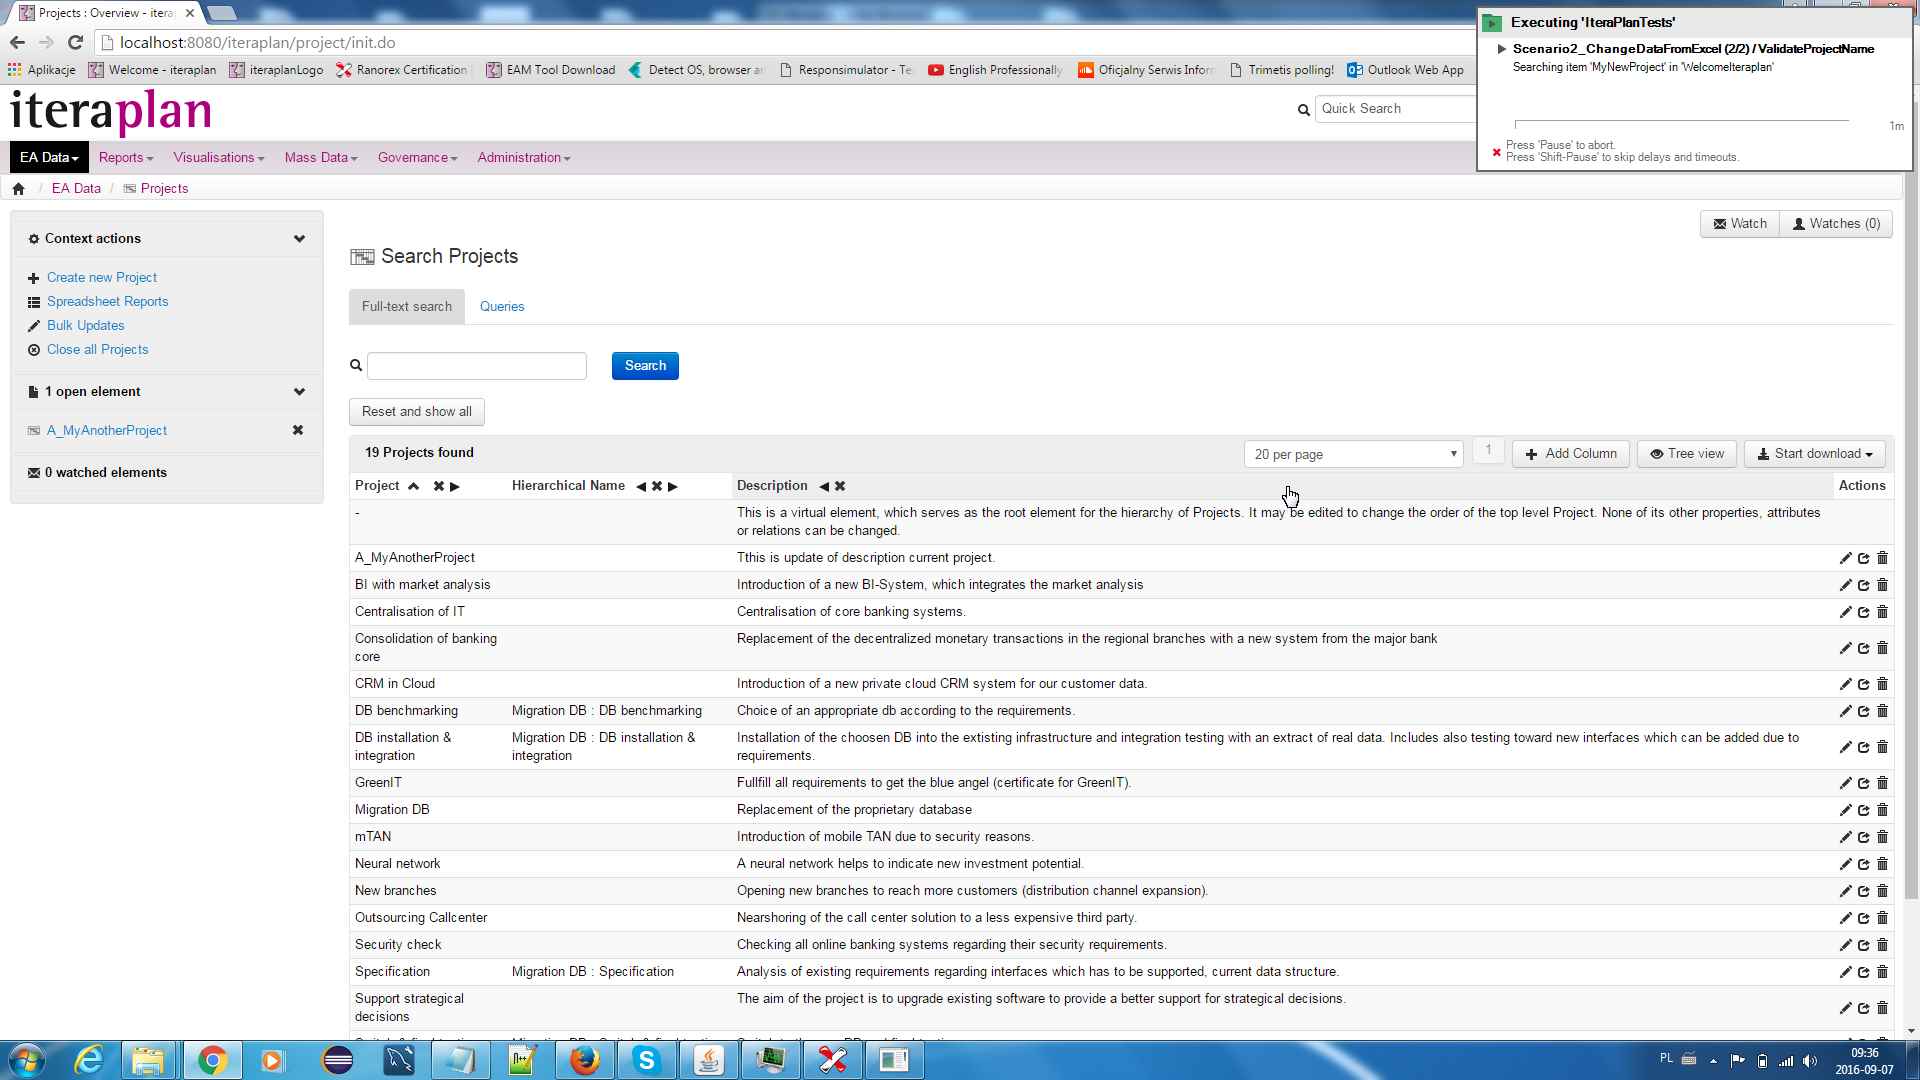 Projects : Overview - itera
localhost:8080/iteraplan/project/init.do
Aplikacje
Welcome - iteraplan
iteraplanLogo
Ranorex Certification
EAM Tool Download
Detect OS, browser
Responsimulator - Te
English Professionally
Oficjalny Serwis Inform
Trimetis polling!
Outlook Web App
Executing 'IteraPlanTests'
Scenario2_ChangeDataFromExcel (2/2) / ValidateProjectName
Searching item 'MyNewProject' in 'WelcomeIteraplan'
1m
Press 'Pause' to abort.
Press 'Shift-Pause' to skip delays and timeouts.
iteraplan
Quick Search
EA Data
Reports
Visualisations
Mass Data
Governance
Administration
/ EA Data / Projects
Watch
Watches (0)
Context actions
Create new Project
Spreadsheet Reports
Bulk Updates
Close all Projects
1 open element
A_MyAnotherProject
0 watched elements
Search Projects
Full-text search
Queries
Search
Reset and show all
19 Projects found
20 per page
1
Add Column
Tree view
Start download
Project
Hierarchical Name
Description
Actions
-
This is a virtual element, which serves as the root element for the hierarchy of Projects. It may be edited to change the order of the top level Project. None of its other properties, attributes
or relations can be changed.
A_MyAnotherProject
Tthis is update of description current project.
BI with market analysis
Introduction of a new BI-System, which integrates the market analysis
Centralisation of IT
Centralisation of core banking systems.
Consolidation of banking
core
Replacement of the decentralized monetary transactions in the regional branches with a new system from the major bank
CRM in Cloud
Introduction of a new private cloud CRM system for our customer data.
DB benchmarking
Migration DB : DB benchmarking
Choice of an appropriate db according to the requirements.
DB installation &
integration
Migration DB : DB installation &
integration
Installation of the choosen DB into the existing infrastructure and integration testing with an extract of real data. Includes also testing toward new interfaces which can be added due to
requirements.
GreenIT
Fullfill all requirements to get the blue angel (certificate for GreenIT).
Migration DB
Replacement of the proprietary database
mTAN
Introduction of mobile TAN due to security reasons.
Neural network
A neural network helps to indicate new investment potential.
New branches
Opening new branches to reach more customers (distribution channel expansion).
Outsourcing Callcenter
Nearshoring of the call center solution to a less expensive third party.
Security check
Checking all online banking systems regarding their security requirements.
Specification
Migration DB : Specification
Analysis of existing requirements regarding interfaces which has to be supported, current data structure.
Support strategical
decisions
The aim of the project is to upgrade existing software to provide a better support for strategical decisions.
PL
09:36
2016-09-07